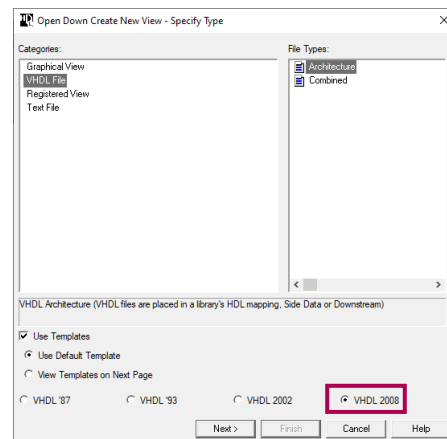 Open Down Create New View - Specify Type
Categories:
File Types:
Graphical View
VHDL File
Registered View
Text File
Architecture
Combined
VHDL Architecture (VHDL files are placed in a library's HDL mapping, Side Data or Downstream)
Use Templates
Use Default Template
View Templates on Next Page
VHDL '87 VHDL '93 VHDL 2002 VHDL 2008
Next > Finish Cancel Help